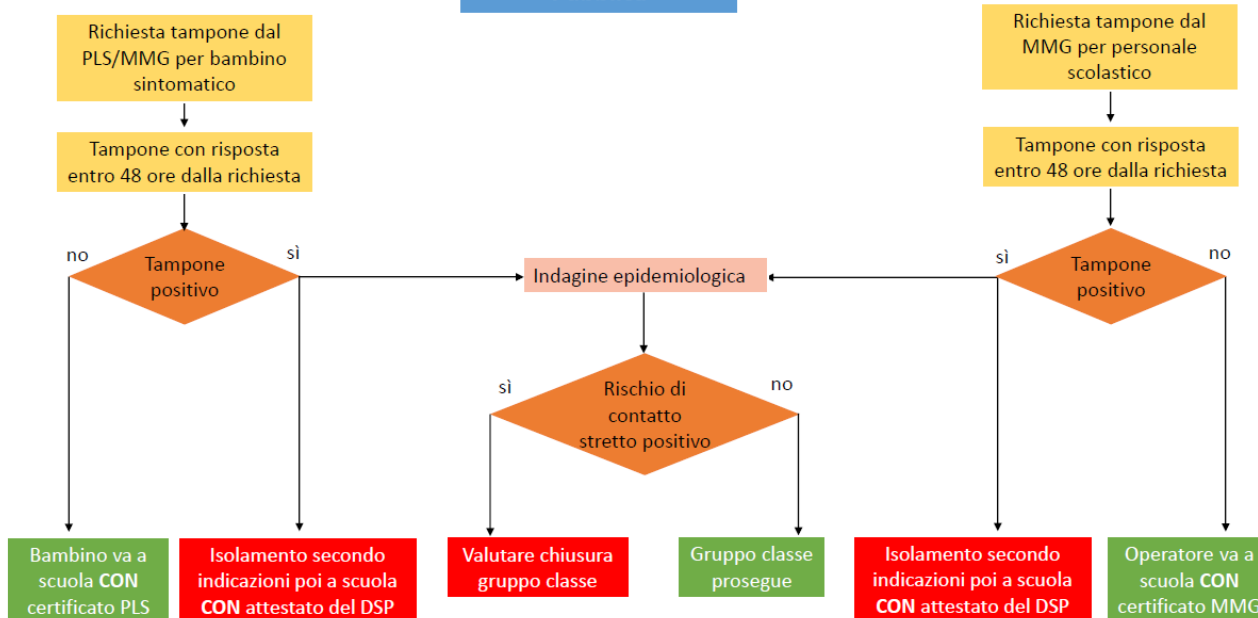 Richiesta tampone dal
PLS/MMG per bambino
sintomatico
Richiesta tampone dal
MMG per personale
scolastico
Tampone con risposta
entro 48 ore dalla richiesta
Tampone con risposta
entro 48 ore dalla richiesta
no
Tampone
positivo
sì
Indagine epidemiologica
sì
Tampone
positivo
no
sì
Rischio di
contatto
stretto positivo
no
Bambino va a
scuola CON
certificato PLS
Isolamento secondo
indicazioni poi a scuola
CON attestato del DSP
Valutare chiusura
gruppo classe
Gruppo classe
prosegue
Isolamento secondo
indicazioni poi a scuola
CON attestato del DSP
Operatore va a
scuola CON
certificato MMG